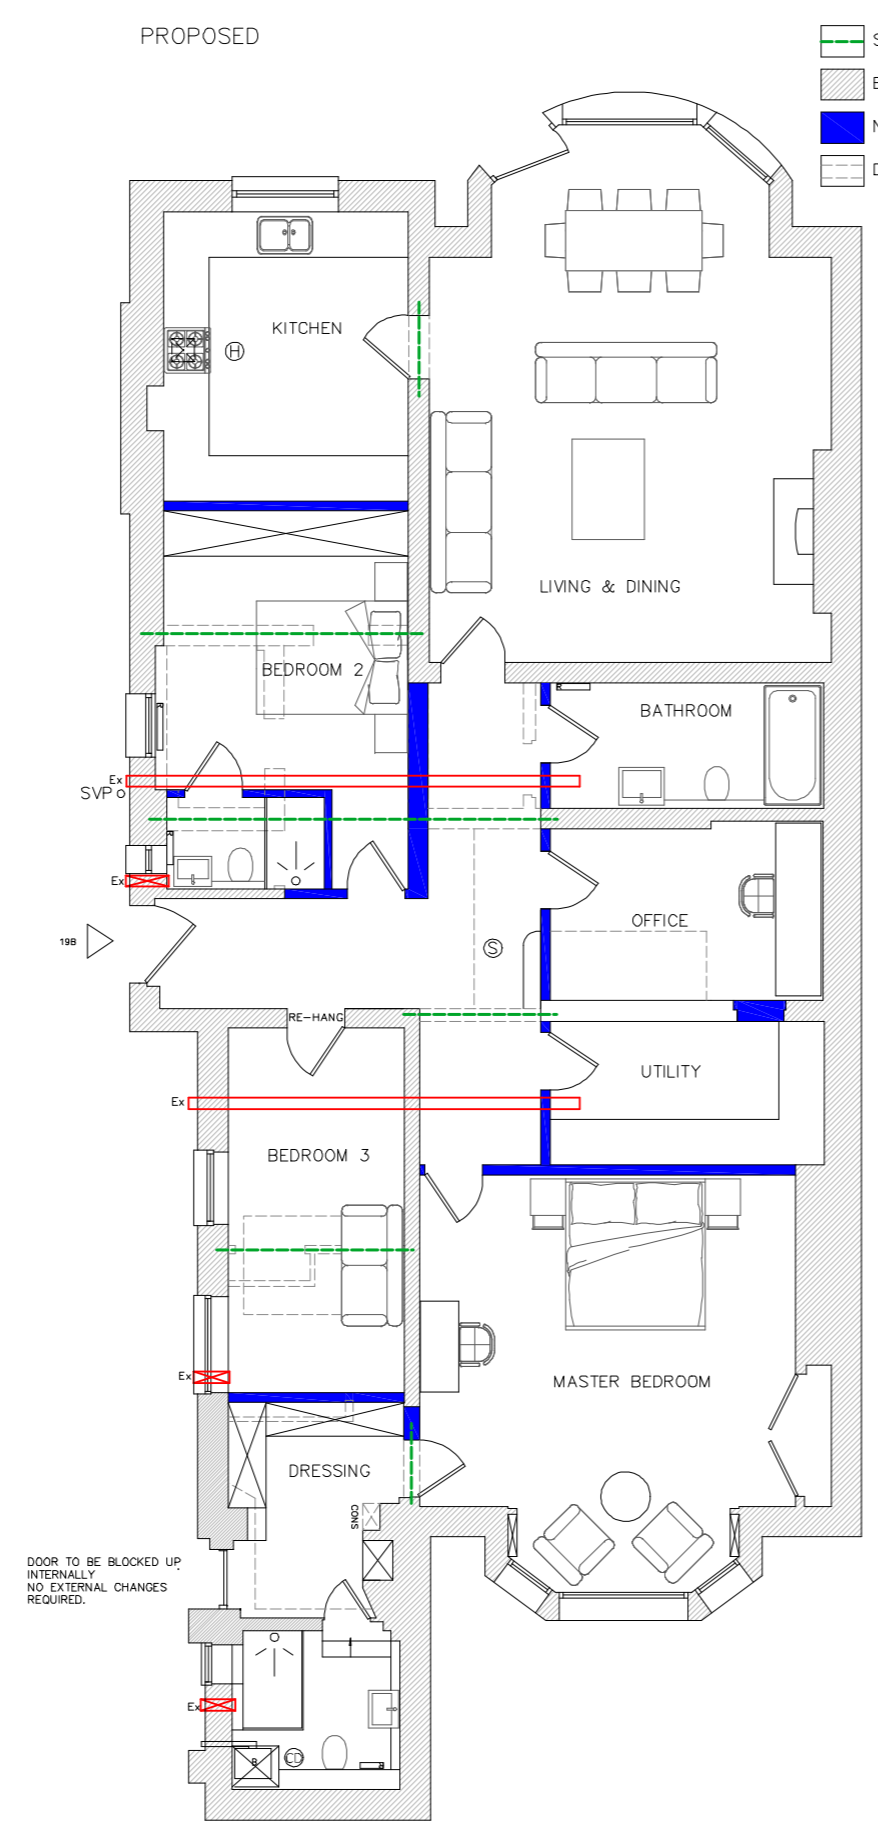 PROPOSED
S
E
N
D
KITCHEN
H
LIVING & DINING
BEDROOM 2
R
BATHROOM
R
Ex
SVP
R
Ex
OFFICE
19B
S
RE-HANG
UTILITY
Ex
BEDROOM 3
Ex
MASTER BEDROOM
DRESSING
CONS
DOOR TO BE BLOCKED UP
INTERNALLY
NO EXTERNAL CHANGES
REQUIRED.
Ex
B
CD
R